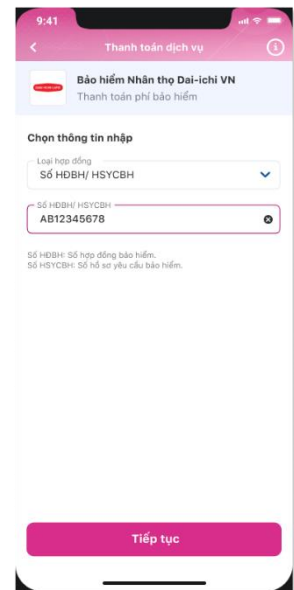 9:41
Thanh toán dịch vụ
Bảo hiểm Nhân thọ Dai-ichi VN
Thanh toán phí bảo hiểm
Chọn thông tin nhập
Loại hợp đồng
Số HĐBH/ HSYCBH
Số HĐBH/ HSYCBH
AB12345678
Số HĐBH: Số hợp đồng bảo hiểm.
Số HSYCBH: Số hồ sơ yêu cầu bảo hiểm.
Tiếp tục